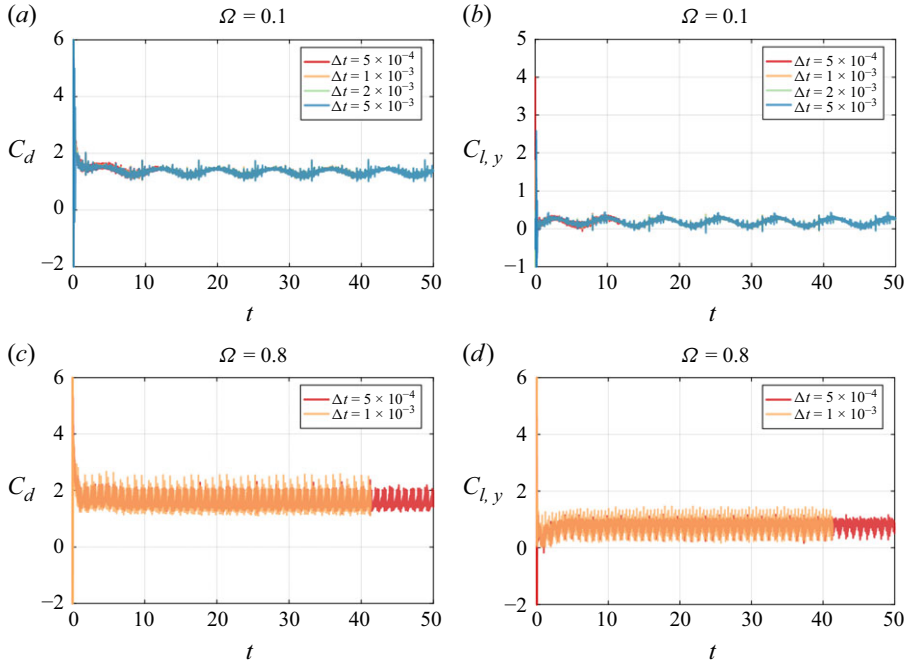 (a) Ω = 0.1
6
4
2
0
−2
C_d
0 10 20 30 40 50
t
Δt = 5 × 10⁻⁴
Δt = 1 × 10⁻³
Δt = 2 × 10⁻³
Δt = 5 × 10⁻³
(b) Ω = 0.1
5
4
3
2
1
0
−1
C_{l, y}
0 10 20 30 40 50
t
Δt = 5 × 10⁻⁴
Δt = 1 × 10⁻³
Δt = 2 × 10⁻³
Δt = 5 × 10⁻³
(c) Ω = 0.8
6
4
2
0
−2
C_d
0 10 20 30 40 50
t
Δt = 5 × 10⁻⁴
Δt = 1 × 10⁻³
(d) Ω = 0.8
6
4
2
0
−2
C_{l, y}
0 10 20 30 40 50
t
Δt = 5 × 10⁻⁴
Δt = 1 × 10⁻³